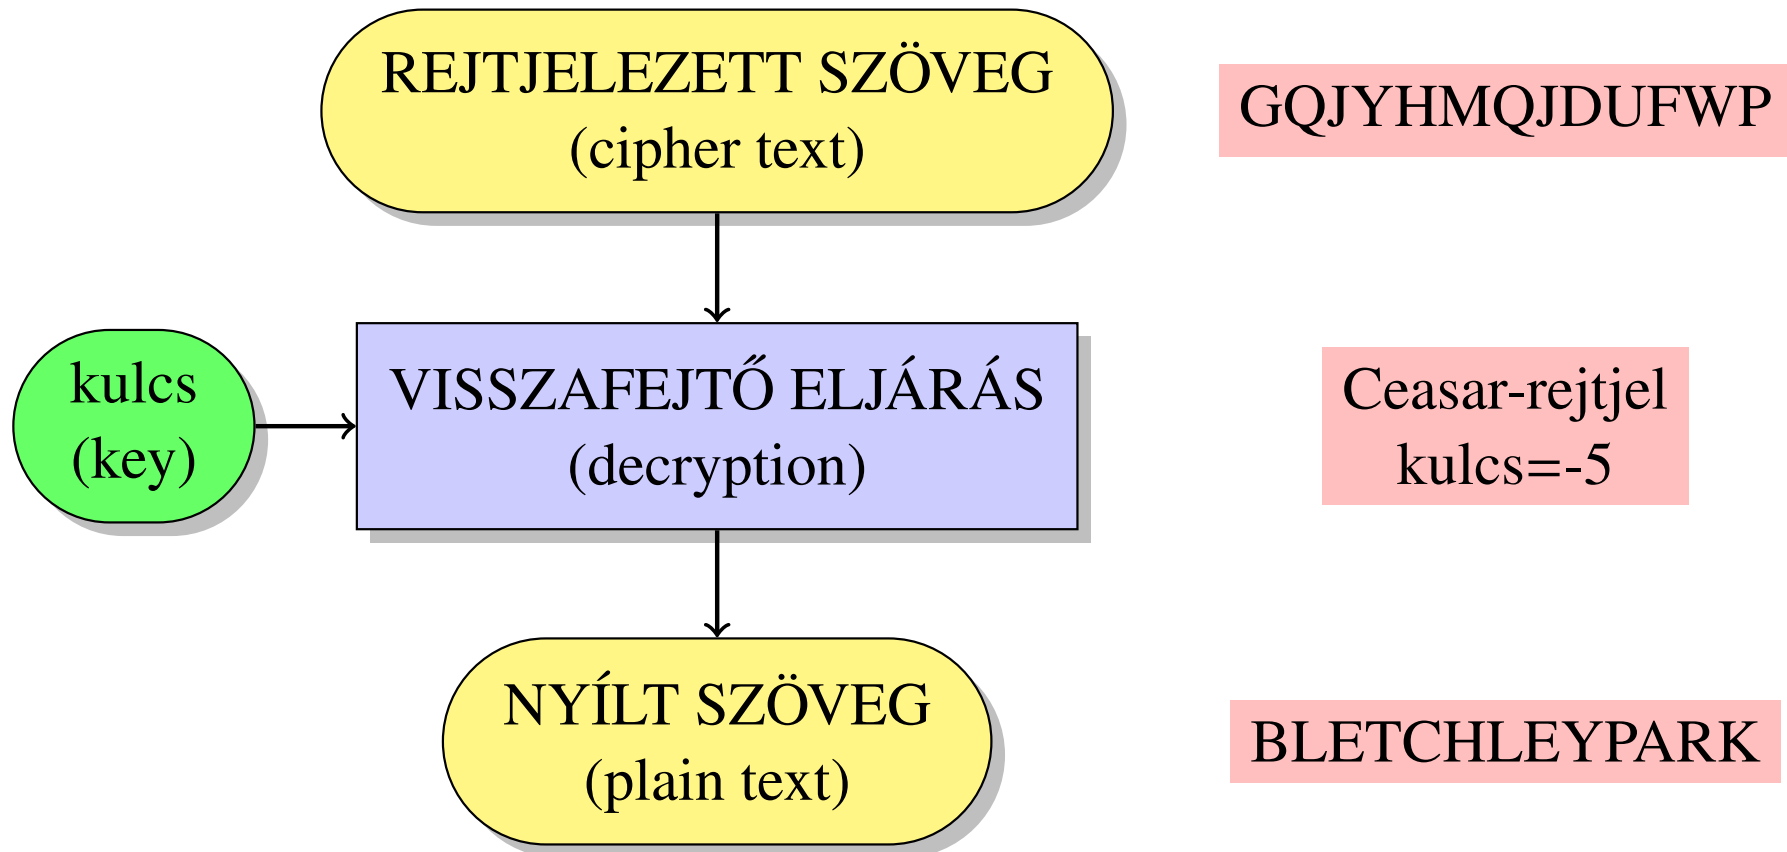 REJTJELEZETT SZÖVEG
(cipher text)
GQJYHMQJDUFWP
kulcs
(key)
VISSZAFEJTŐ ELJÁRÁS
(decryption)
Ceasar-rejtjel
kulcs=-5
NYÍLT SZÖVEG
(plain text)
BLETCHLEYPARK